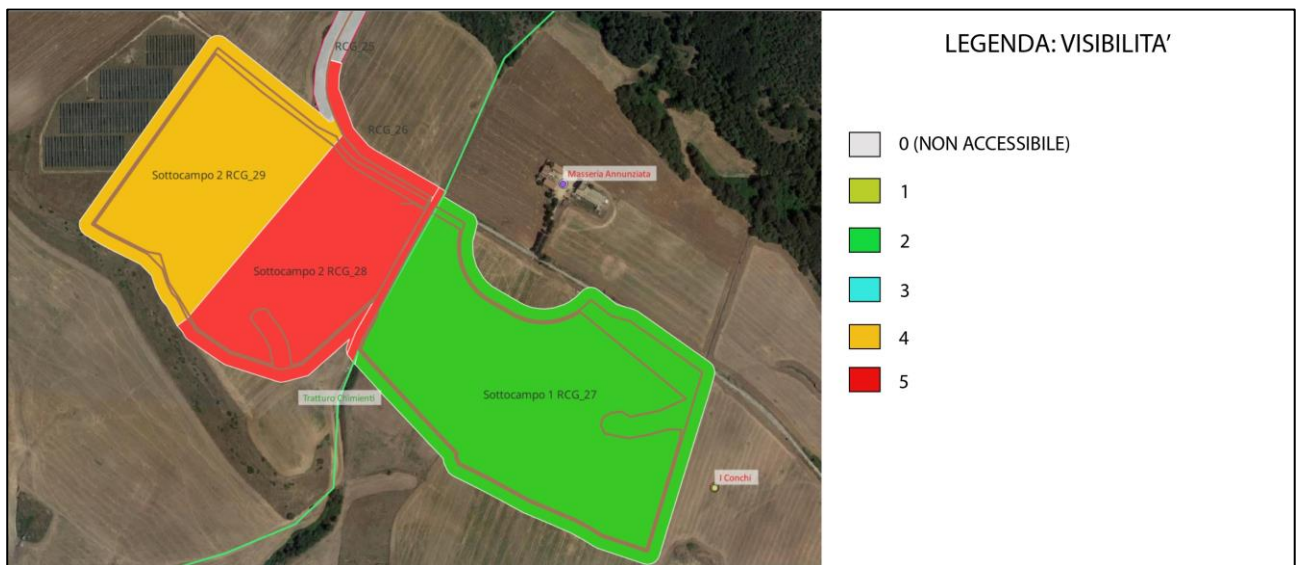 LEGENDA: VISIBILITA’
RCG_25
RCG_26
Sottocampo 2 RCG_29
Masseria Annunziata
Sottocampo 2 RCG_28
Tratturo Chimienti
Sottocampo 1 RCG_27
I Conchi
0 (NON ACCESSIBILE)
1
2
3
4
5